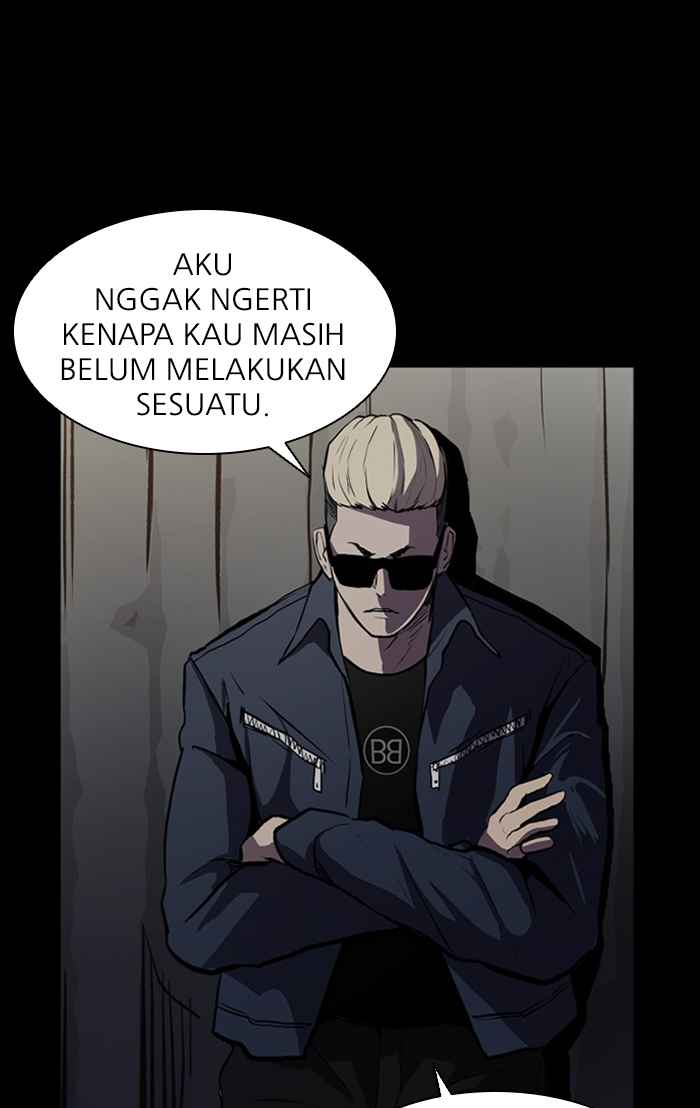 AKU
NGGAK NGERTI
KENAPA KAU MASIH
BELUM MELAKUKAN
SESUATU.
BB